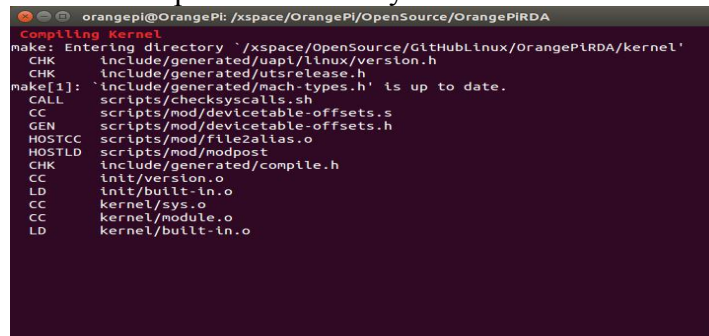 orangepi@OrangePi: /xspace/OrangePi/OpenSource/OrangePiRDA
Compiling Kernel
make: Entering directory `/xspace/OpenSource/GitHubLinux/OrangePiRDA/kernel'
CHK include/generated/uapi/linux/version.h
CHK include/generated/utsrelease.h
make[1]: `include/generated/mach-types.h' is up to date.
CALL scripts/checksyscalls.sh
CC scripts/mod/devicetable-offsets.s
GEN scripts/mod/devicetable-offsets.h
HOSTCC scripts/mod/file2alias.o
HOSTLD scripts/mod/modpost
CHK include/generated/compile.h
CC init/version.o
LD init/built-in.o
CC kernel/sys.o
CC kernel/module.o
LD kernel/built-in.o